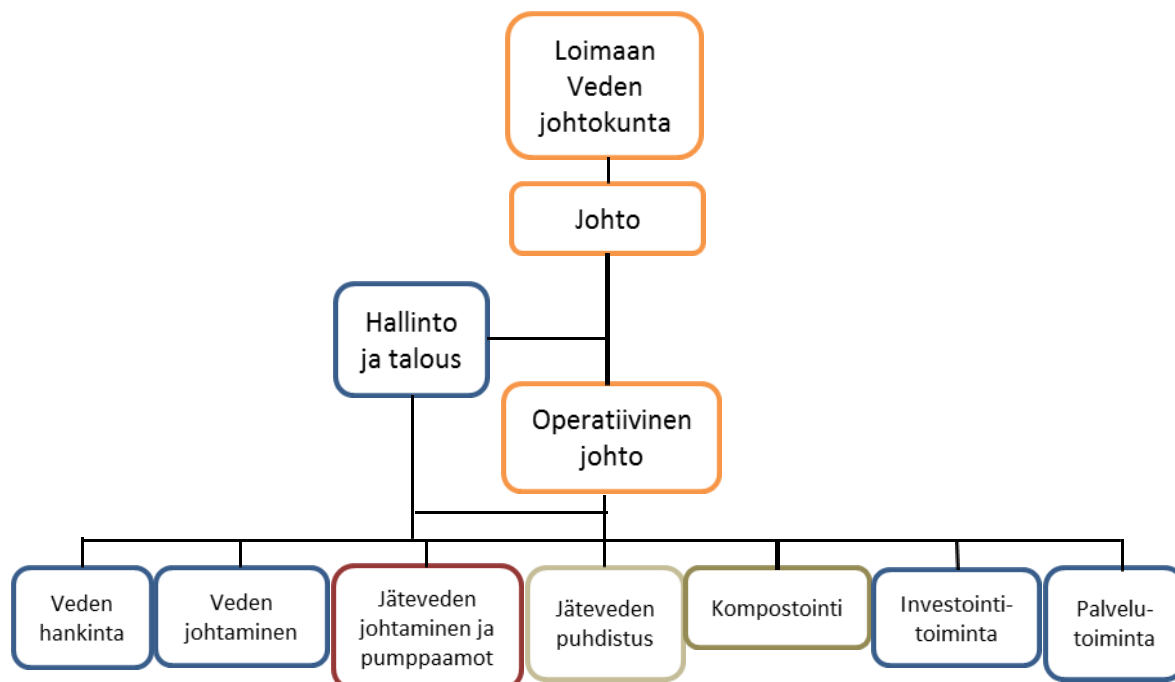 Loimaan
Veden
johtokunta
Johto
Hallinto
ja talous
Operatiivinen
johto
Veden
hankinta
Veden
johtaminen
Jäteveden
johtaminen ja
pumppaamot
Jäteveden
puhdistus
Kompostointi
Investointi-
toiminta
Palvelu-
toiminta